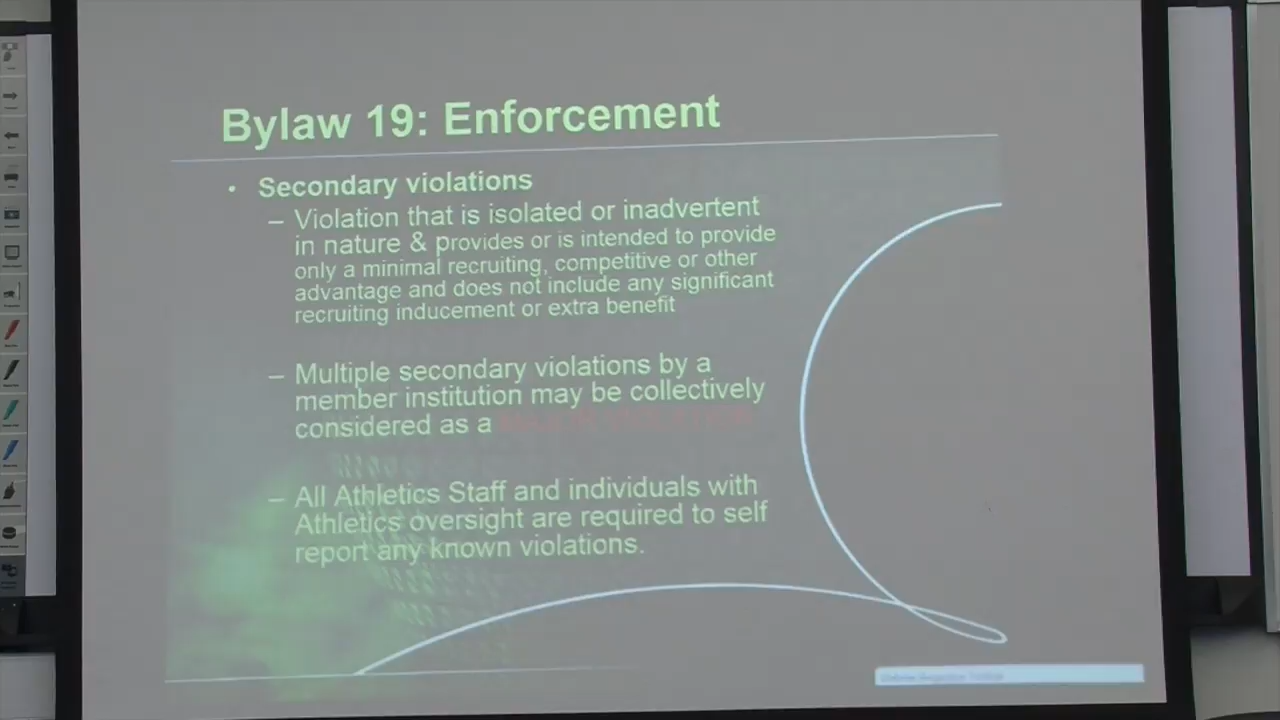 Bylaw 19: Enforcement
• Secondary violations
– Violation that is isolated or inadvertent
in nature & provides or is intended to provide
only a minimal recruiting, competitive or other
advantage and does not include any significant
recruiting inducement or extra benefit
– Multiple secondary violations by a
member institution may be collectively
considered as a
– All Athletics Staff and individuals with
Athletics oversight are required to self
report any known violations.